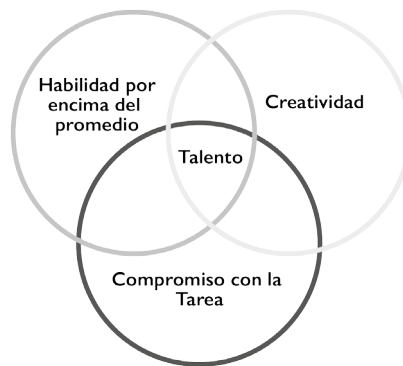 Habilidad por
encima del
promedio
Creatividad
Talento
Compromiso con la
Tarea